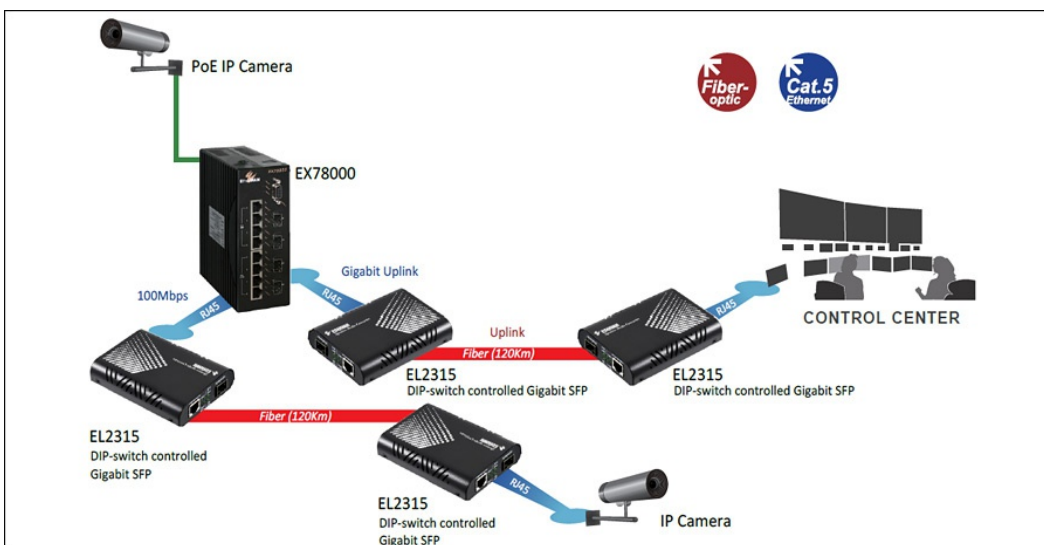 PoE IP Camera
Fiber-
optic
Cat.5
Ethernet
EX78000
Gigabit Uplink
100Mbps
RJ45
RJ45
RJ45
CONTROL CENTER
Uplink
Fiber (120Km)
EL2315
DIP-switch controlled Gigabit SFP
EL2315
DIP-switch controlled Gigabit SFP
Fiber (120Km)
EL2315
DIP-switch controlled
Gigabit SFP
RJ45
EL2315
DIP-switch controlled
Gigabit SFP
IP Camera